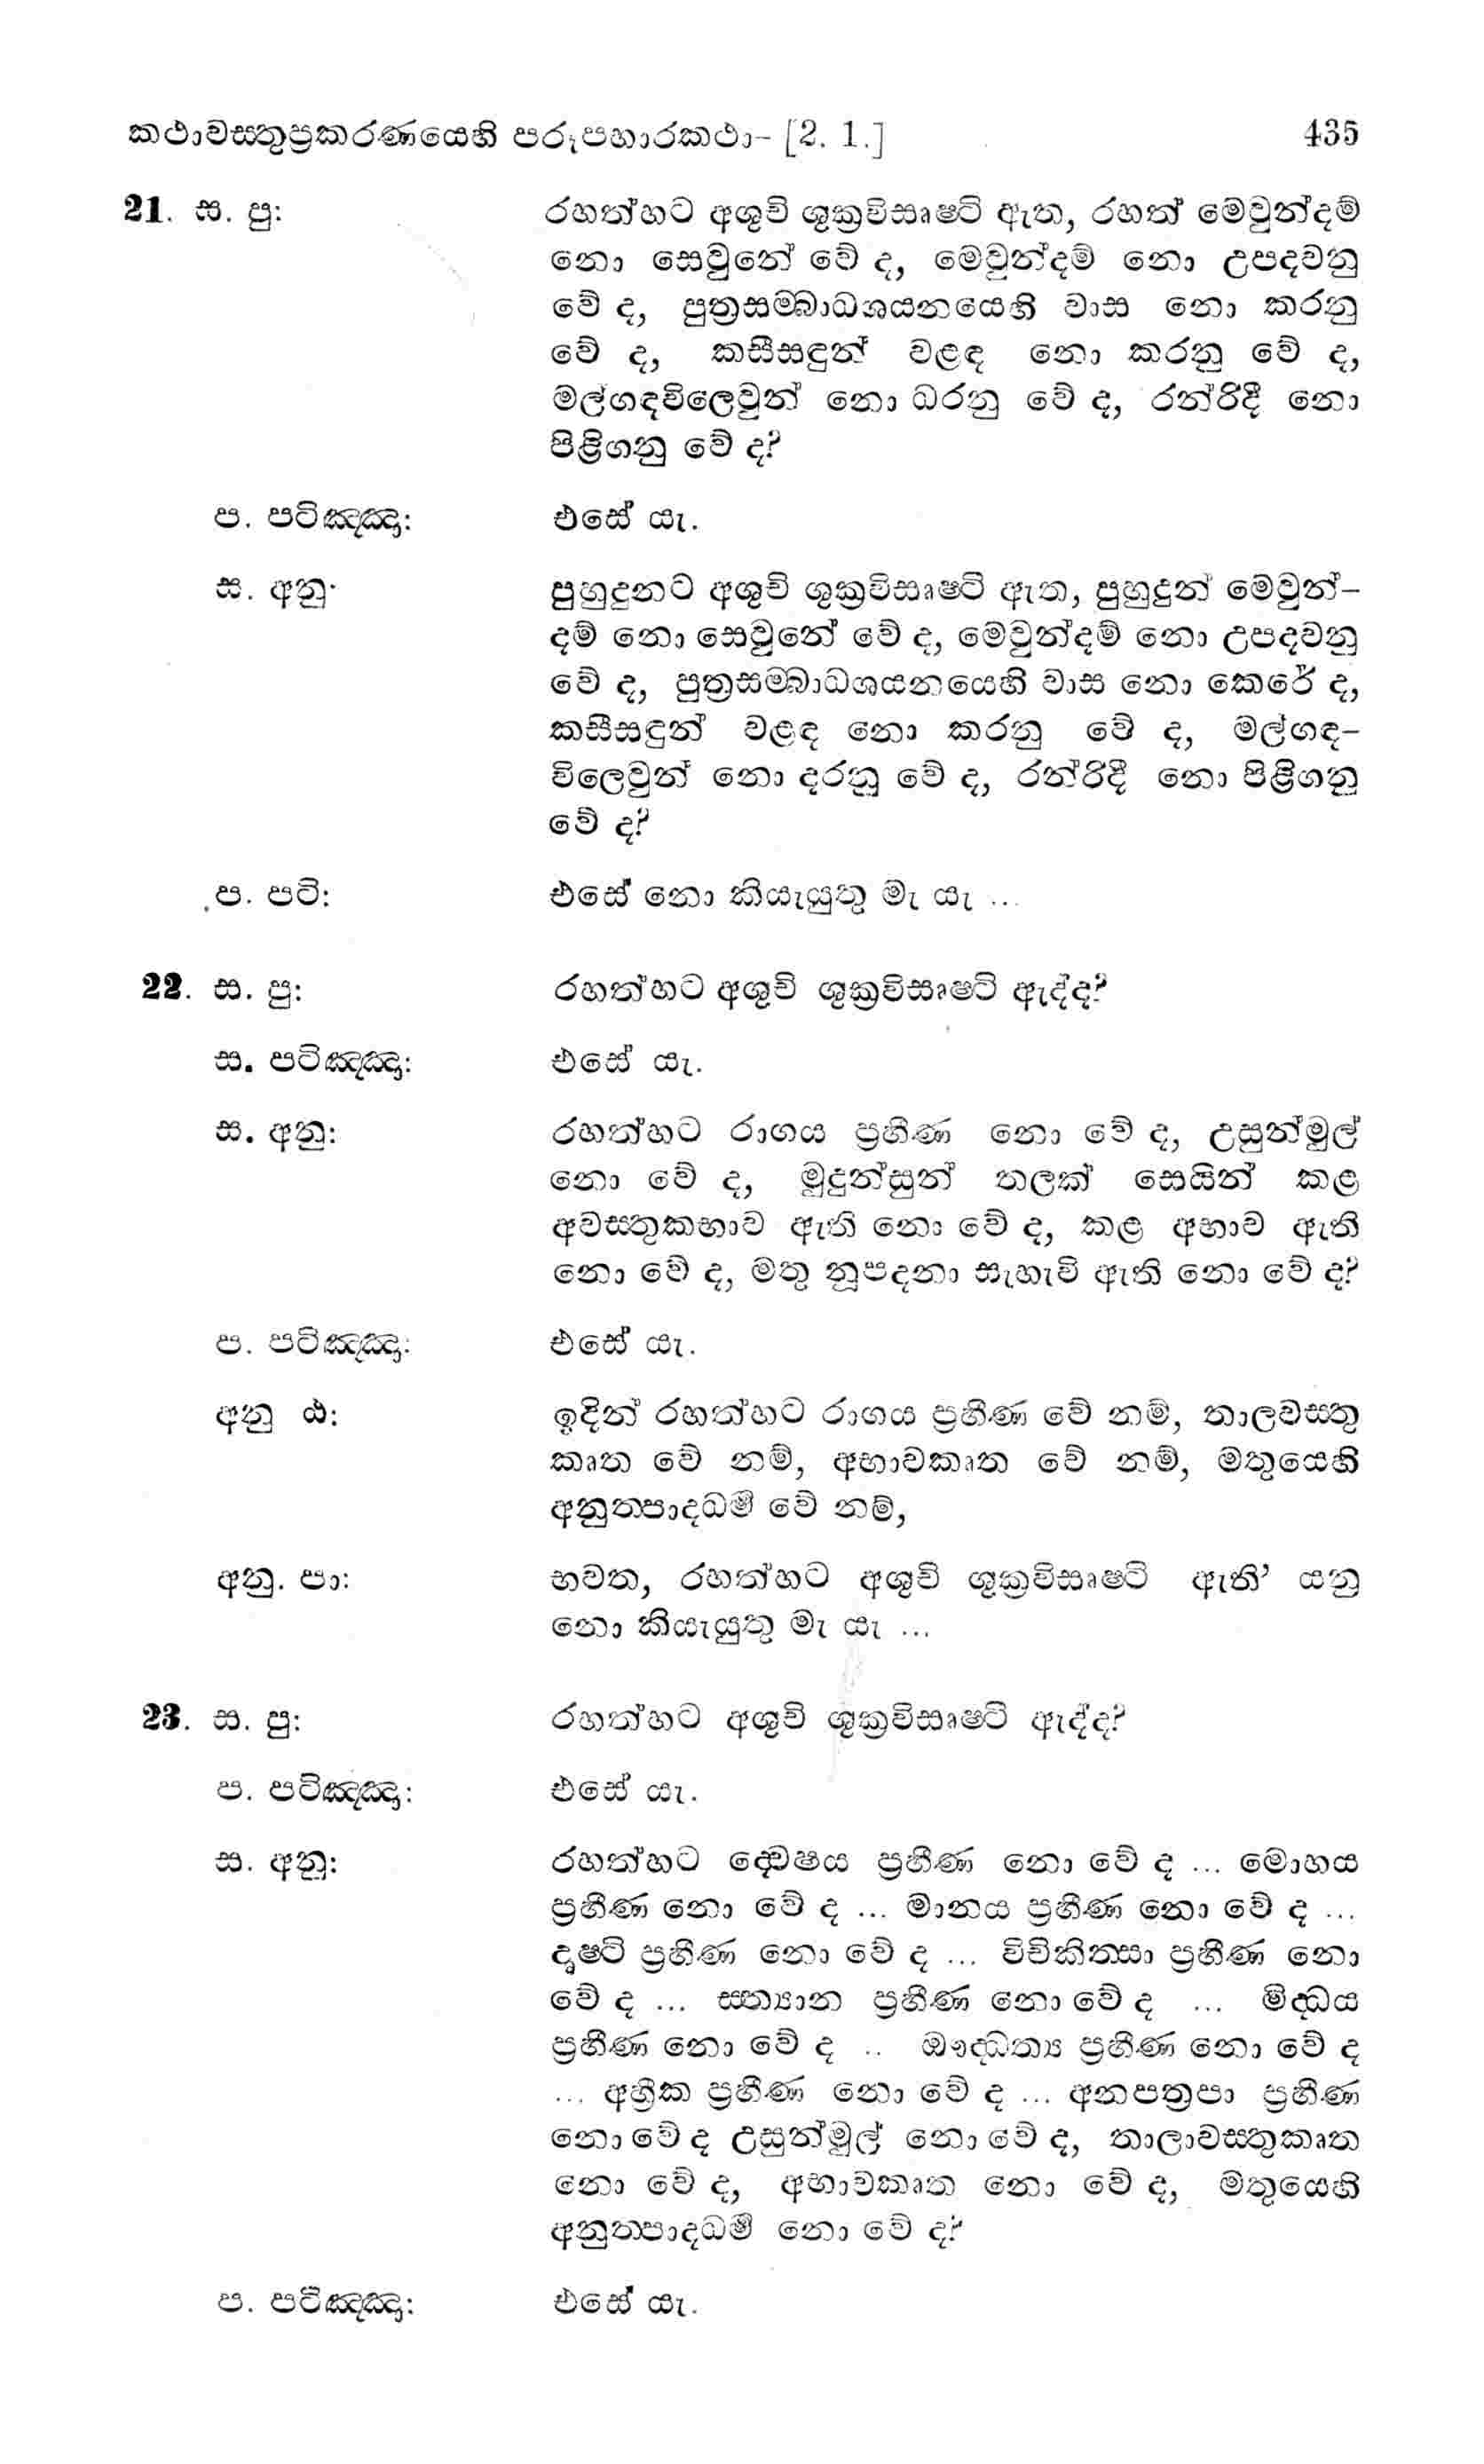 කථාවස්තුප්‍රකරණයෙහි පරූපහාරකථා- [2. 1.] 435
21. ස. පු: රහත්හට අශුචි ශුක්‍රවිසෘෂ්ටි ඇත, රහත් මෙවුන්දම්
නො සෙවුනේ වේ ද, මෙවුන්දම් නො උපදවනු
වේ ද, පුත්‍රසම්බාධශයනයෙහි වාස නො කරනු
වේ ද, කසීසඳුන් වළඳ නො කරනු වේ ද,
මල්ගඳවිලෙවුන් නො ධරනු වේ ද, රන්රිදී නො
පිළිගනු වේ ද?
ප. පටිඤ්ඤා: එසේ යැ.
ස. අනු. පුහුදුනට අශුචි ශුක්‍රවිසෘෂ්ටි ඇත, පුහුදුන් මෙවුන්-
දම් නො සෙවුනේ වේ ද, මෙවුන්දම් නො උපදවනු
වේ ද, පුත්‍රසම්බාධශයනයෙහි වාස නො කෙරේ ද,
කසීසඳුන් වළඳ නො කරනු වේ ද, මල්ගඳ-
විලෙවුන් නො දරනු වේ ද, රන්රිදී නො පිළිගනු
වේ ද?
ප. පටි: එසේ නො කියැයුතු මැ යැ ...
22. ස. පු: රහත්හට අශුචි ශුක්‍රවිසෘෂ්ටි ඇද්ද?
ස. පටිඤ්ඤා: එසේ යැ.
ස. අනු: රහත්හට රාගය ප්‍රහීණ නො වේ ද, උසුන්මුල්
නො වේ ද, මුදුන්සුන් තලක් සෙයින් කළ
අවස්තුකභාව ඇති නො වේ ද, කළ අභාව ඇති
නො වේ ද, මතු නූපදනා සැහැවි ඇති නො වේ ද?
ප. පටිඤ්ඤා: එසේ යැ.
අනු ඨ: ඉදින් රහත්හට රාගය ප්‍රහීණ වේ නම්, තාලවස්තු
කෘත වේ නම්, අභාවකෘත වේ නම්, මතුයෙහි
අනුත්පාදධර්‍මී වේ නම්,
අනු. පා: භවත, රහත්හට අශුචි ශුක්‍රවිසෘෂ්ටි ඇති’ යනු
නො කියැයුතු මැ යැ ...
23. ස. පු: රහත්හට අශුචි ශුක්‍රවිසෘෂ්ටි ඇද්ද?
ප. පටිඤ්ඤා: එසේ යැ.
ස. අනු: රහත්හට ද්වේෂය ප්‍රහීණ නො වේ ද ... මොහය
ප්‍රහීණ නො වේ ද ... මානය ප්‍රහීණ නො වේ ද ...
දෘෂ්ටි ප්‍රහීණ නො වේ ද ... විචිකිත්සා ප්‍රහීණ නො
වේ ද ... ස්ත්‍යාන ප්‍රහීණ නො වේ ද ... මිද්ධය
ප්‍රහීණ නො වේ ද .. ඖද්ධත්‍ය ප්‍රහීණ නො වේ ද
... අහ්‍රීක ප්‍රහීණ නො වේ ද ... අනපත්‍රපා ප්‍රහීණ
නො වේ ද උසුන්මුල් නො වේ ද, තාලාවස්තුකෘත
නො වේ ද, අභාවකෘත නො වේ ද, මතුයෙහි
අනුත්පාදධර්‍මී නො වේ ද?
ප. පටිඤ්ඤා: එසේ යැ.